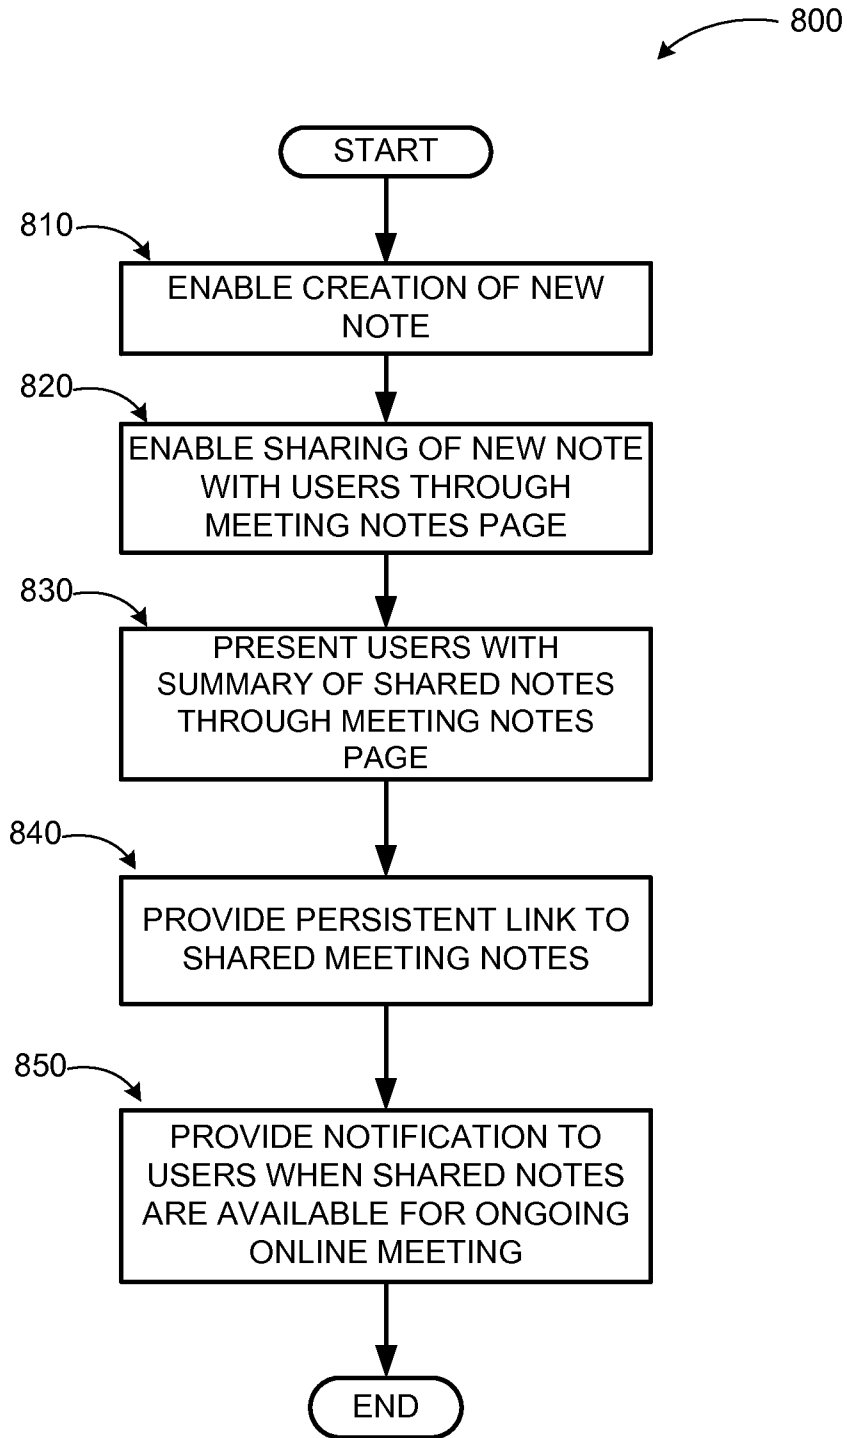 800
START
810
ENABLE CREATION OF NEW
NOTE
820
ENABLE SHARING OF NEW NOTE
WITH USERS THROUGH
MEETING NOTES PAGE
830
PRESENT USERS WITH
SUMMARY OF SHARED NOTES
THROUGH MEETING NOTES
PAGE
840
PROVIDE PERSISTENT LINK TO
SHARED MEETING NOTES
850
PROVIDE NOTIFICATION TO
USERS WHEN SHARED NOTES
ARE AVAILABLE FOR ONGOING
ONLINE MEETING
END